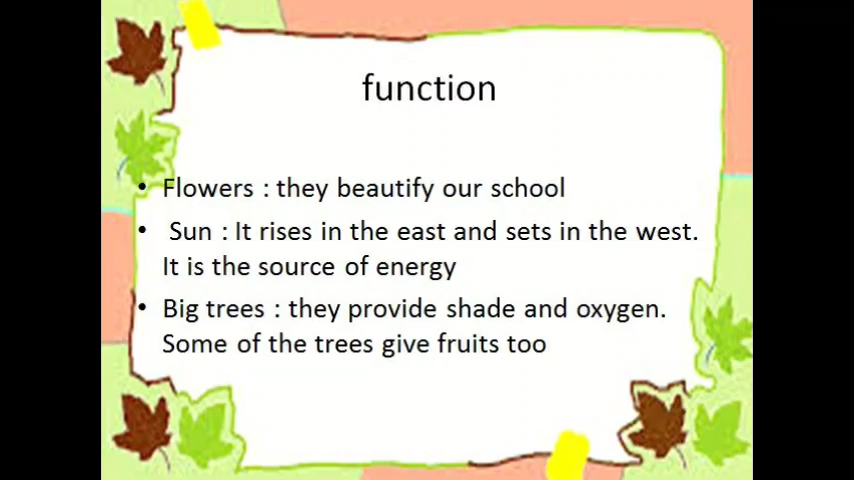 function
• Flowers : they beautify our school
• Sun : It rises in the east and sets in the west.
It is the source of energy
• Big trees : they provide shade and oxygen.
Some of the trees give fruits too